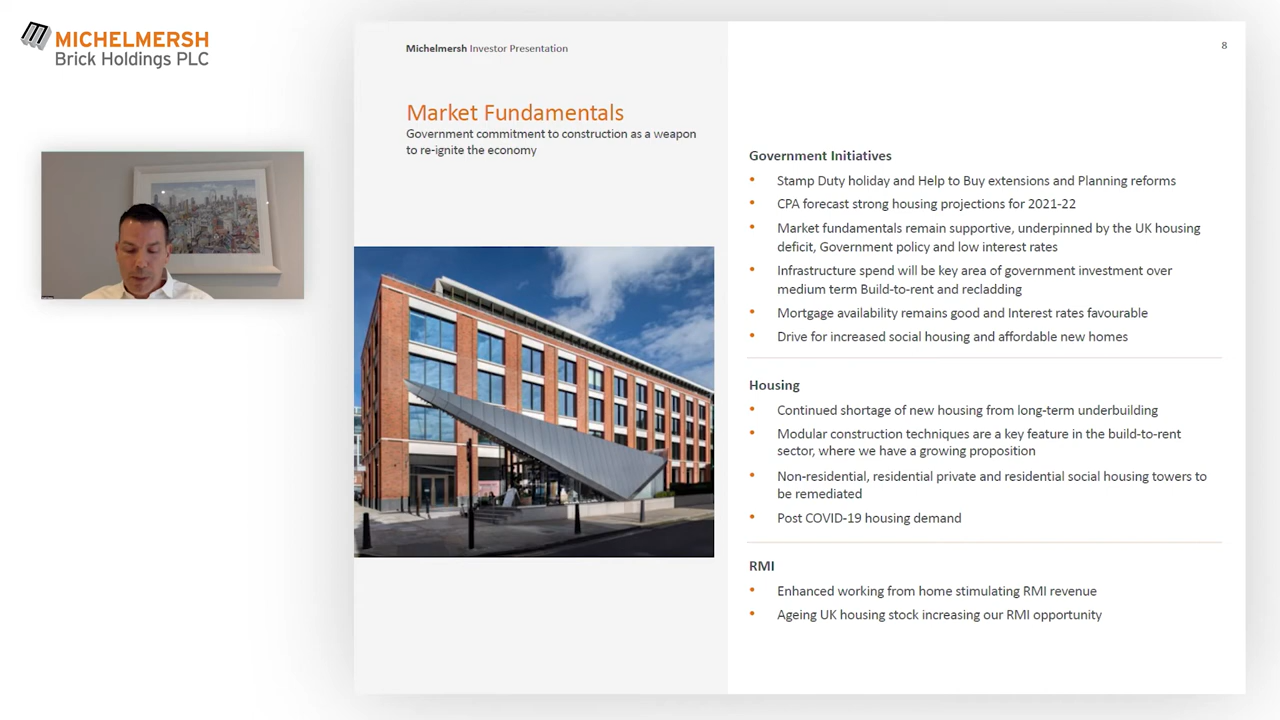 MICHELMERSH
Brick Holdings PLC
Michelmersh Investor Presentation
8
Market Fundamentals
Government commitment to construction as a weapon
to re-ignite the economy
Government Initiatives
• Stamp Duty holiday and Help to Buy extensions and Planning reforms
• CPA forecast strong housing projections for 2021-22
• Market fundamentals remain supportive, underpinned by the UK housing
deficit, Government policy and low interest rates
• Infrastructure spend will be key area of government investment over
medium term Build-to-rent and recladding
• Mortgage availability remains good and Interest rates favourable
• Drive for increased social housing and affordable new homes
Housing
• Continued shortage of new housing from long-term underbuilding
• Modular construction techniques are a key feature in the build-to-rent
sector, where we have a growing proposition
• Non-residential, residential private and residential social housing towers to
be remediated
• Post COVID-19 housing demand
RMI
• Enhanced working from home stimulating RMI revenue
• Ageing UK housing stock increasing our RMI opportunity